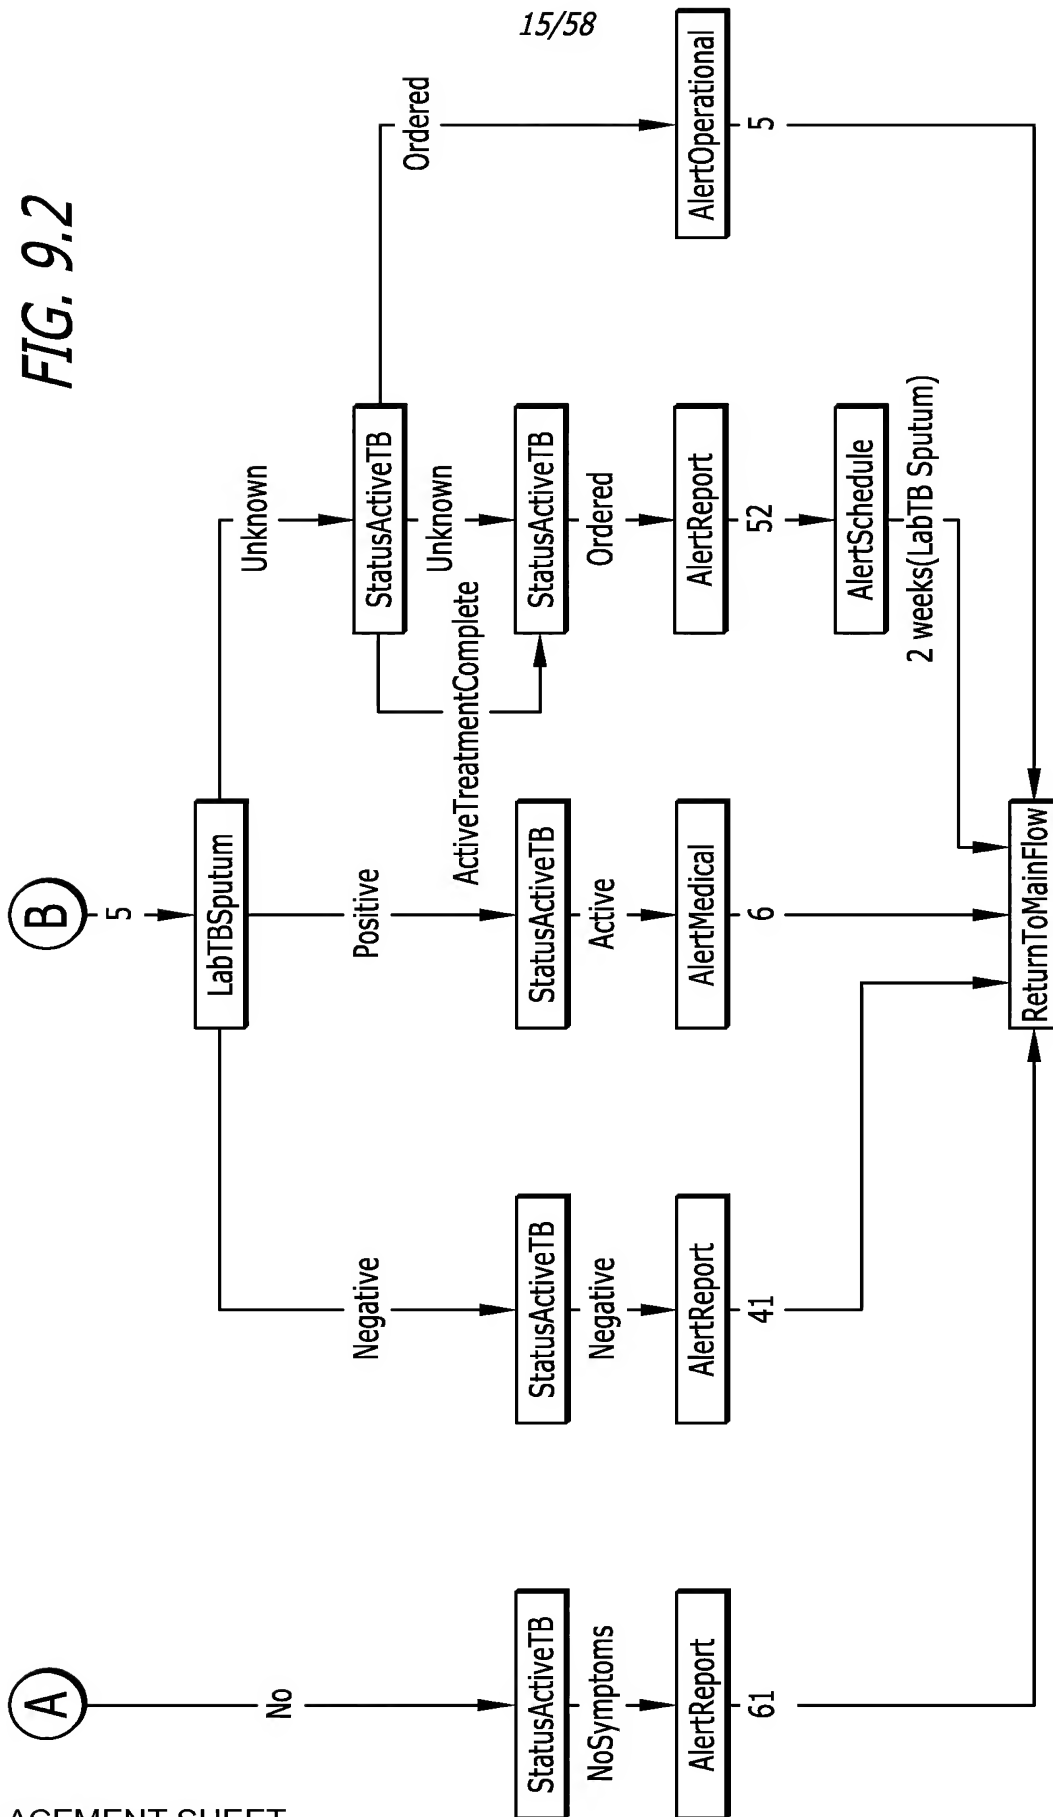 15/58
FIG. 9.2
A
No
StatusActiveTB
NoSymptoms
AlertReport
61
B
5
LabTBSputum
Negative
StatusActiveTB
Negative
AlertReport
41
Positive
StatusActiveTB
Active
AlertMedical
6
Unknown
StatusActiveTB
ActiveTreatmentComplete
Unknown
StatusActiveTB
Ordered
AlertReport
52
AlertSchedule
2 weeks(LabTB Sputum)
Ordered
AlertOperational
5
ReturnToMainFlow
ACEMENT SHEET